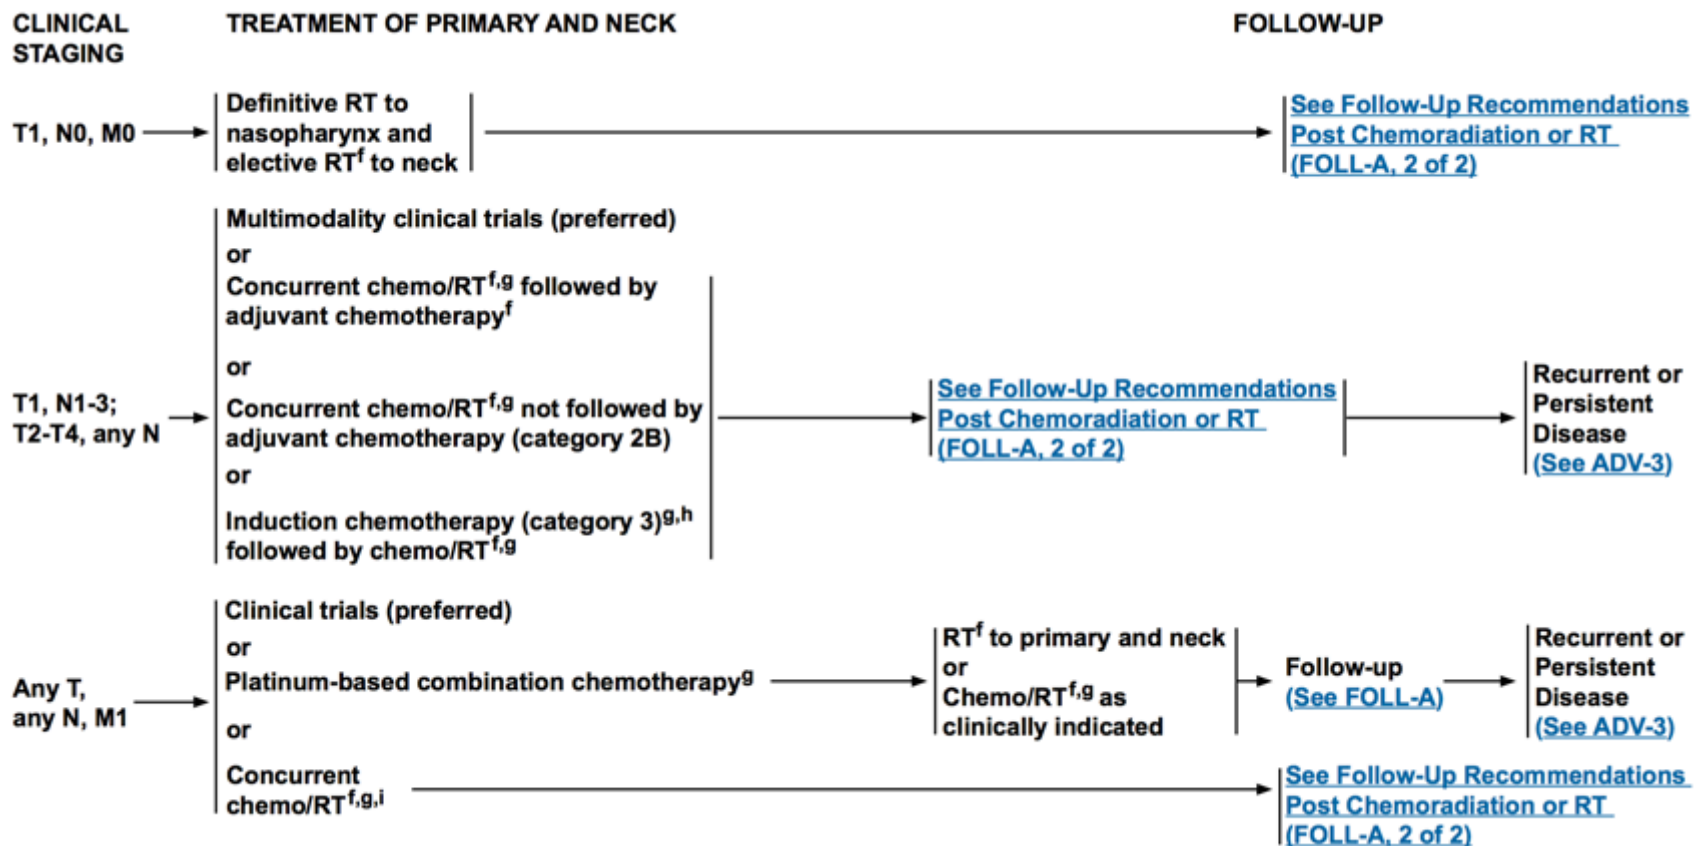 CLINICAL STAGING
TREATMENT OF PRIMARY AND NECK
FOLLOW-UP
T1, N0, M0
Definitive RT to
nasopharynx and
elective RTf to neck
See Follow-Up Recommendations
Post Chemoradiation or RT
(FOLL-A, 2 of 2)
T1, N1-3;
T2-T4, any N
Multimodality clinical trials (preferred)
or
Concurrent chemo/RTf,g followed by
adjuvant chemotherapyf
or
Concurrent chemo/RTf,g not followed by
adjuvant chemotherapy (category 2B)
or
Induction chemotherapy (category 3)g,h
followed by chemo/RTf,g
See Follow-Up Recommendations
Post Chemoradiation or RT
(FOLL-A, 2 of 2)
Recurrent or
Persistent
Disease
(See ADV-3)
Any T,
any N, M1
Clinical trials (preferred)
or
Platinum-based combination chemotherapyg
or
Concurrent
chemo/RTf,g,i
RTf to primary and neck
or
Chemo/RTf,g as
clinically indicated
Follow-up
(See FOLL-A)
Recurrent or
Persistent
Disease
(See ADV-3)
See Follow-Up Recommendations
Post Chemoradiation or RT
(FOLL-A, 2 of 2)